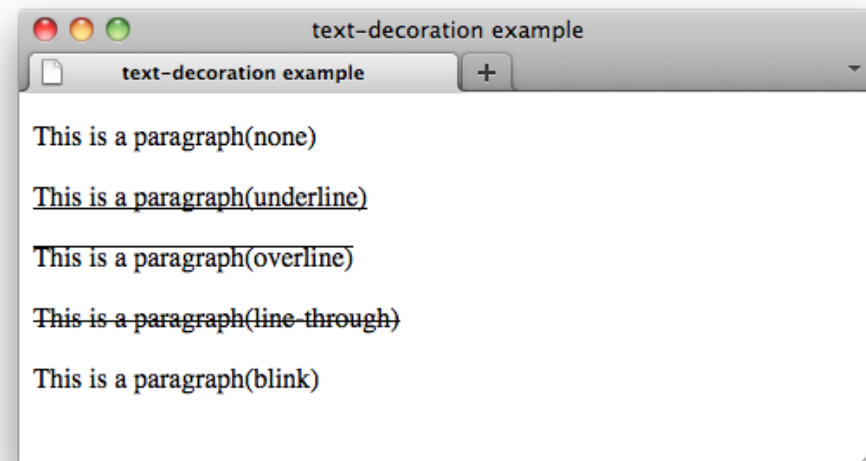 text-decoration example
text-decoration example
This is a paragraph(none)
This is a paragraph(underline)
This is a paragraph(overline)
This is a paragraph(line-through)
This is a paragraph(blink)